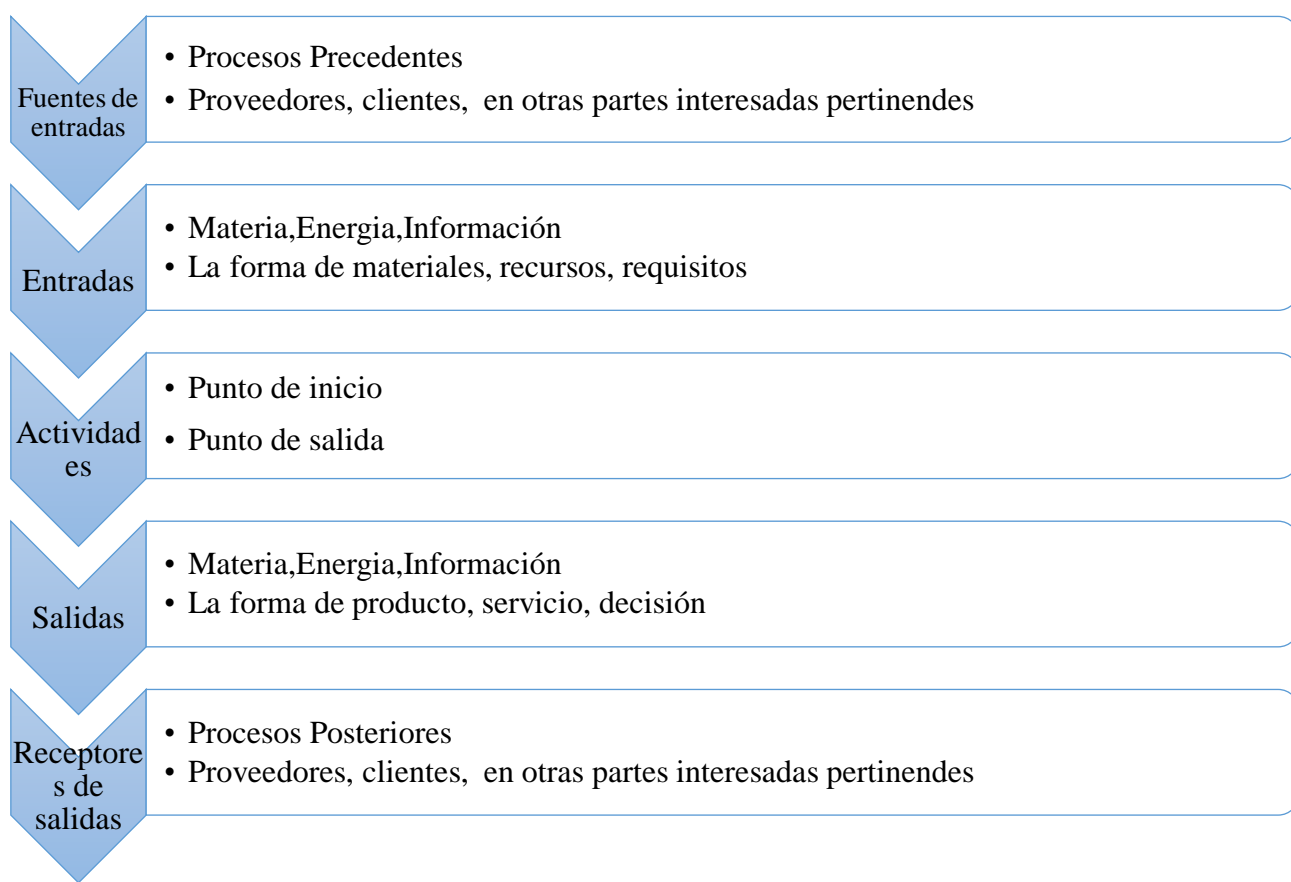 Fuentes de
entradas
• Procesos Precedentes
• Proveedores, clientes, en otras partes interesadas pertinendes
Entradas
• Materia,Energia,Información
• La forma de materiales, recursos, requisitos
Actividad
es
• Punto de inicio
• Punto de salida
Salidas
• Materia,Energia,Información
• La forma de producto, servicio, decisión
Receptore
s de
salidas
• Procesos Posteriores
• Proveedores, clientes, en otras partes interesadas pertinendes